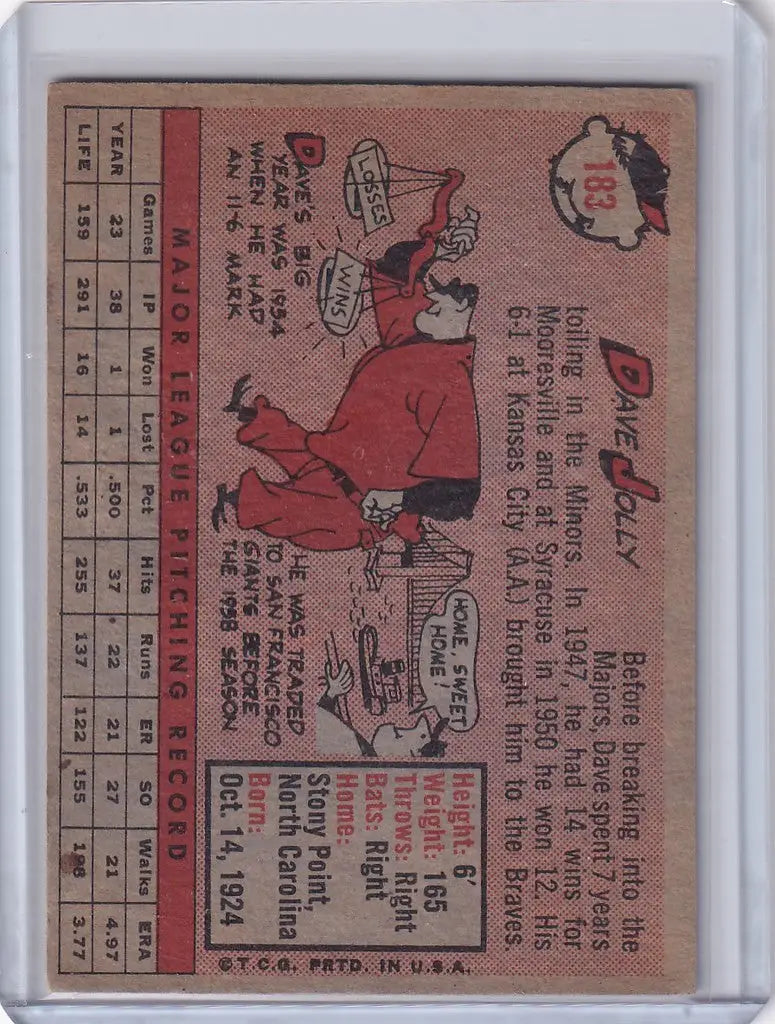 183
DAVE JOLLY
Before breaking into the
Majors, Dave spent 7 years
toiling in the Minors. In 1947, he had 14 wins for
Mooresville and at Syracuse in 1950 he won 12. His
6-1 at Kansas City (A.A.) brought him to the Braves.
LOSSES
WINS
DAVE'S BIG
YEAR WAS 1954
WHEN HE HAD
AN 11-6 MARK
HOME, SWEET
HOME!
HE WAS TRADED
TO SAN FRANCISCO
GIANTS BEFORE
THE 1958 SEASON
Height: 6'
Weight: 165
Throws: Right
Bats: Right
Home:
Stony Point,
North Carolina
Born:
Oct. 14, 1924
©T.C.G. PRTD. IN U.S.A.
MAJOR LEAGUE PITCHING RECORD
Games IP Won Lost Pct Hits Runs ER SO Walks ERA
YEAR 23 38 1 1 .500 37 22 21 27 21 4.97
LIFE 159 291 16 14 .533 255 137 122 155 198 3.77